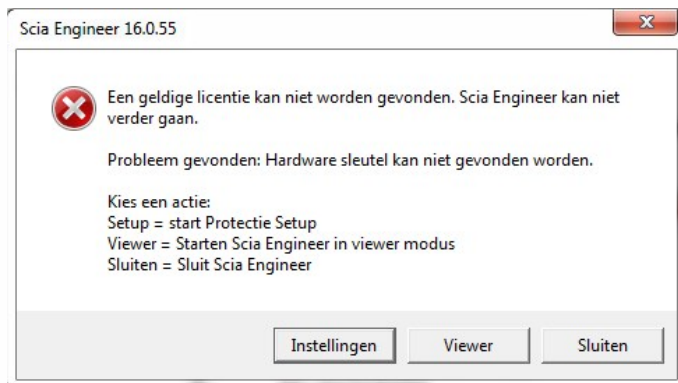 Scia Engineer 16.0.55
Een geldige licentie kan niet worden gevonden. Scia Engineer kan niet
verder gaan.
Probleem gevonden: Hardware sleutel kan niet gevonden worden.
Kies een actie:
Setup = start Protectie Setup
Viewer = Starten Scia Engineer in viewer modus
Sluiten = Sluit Scia Engineer
Instellingen
Viewer
Sluiten